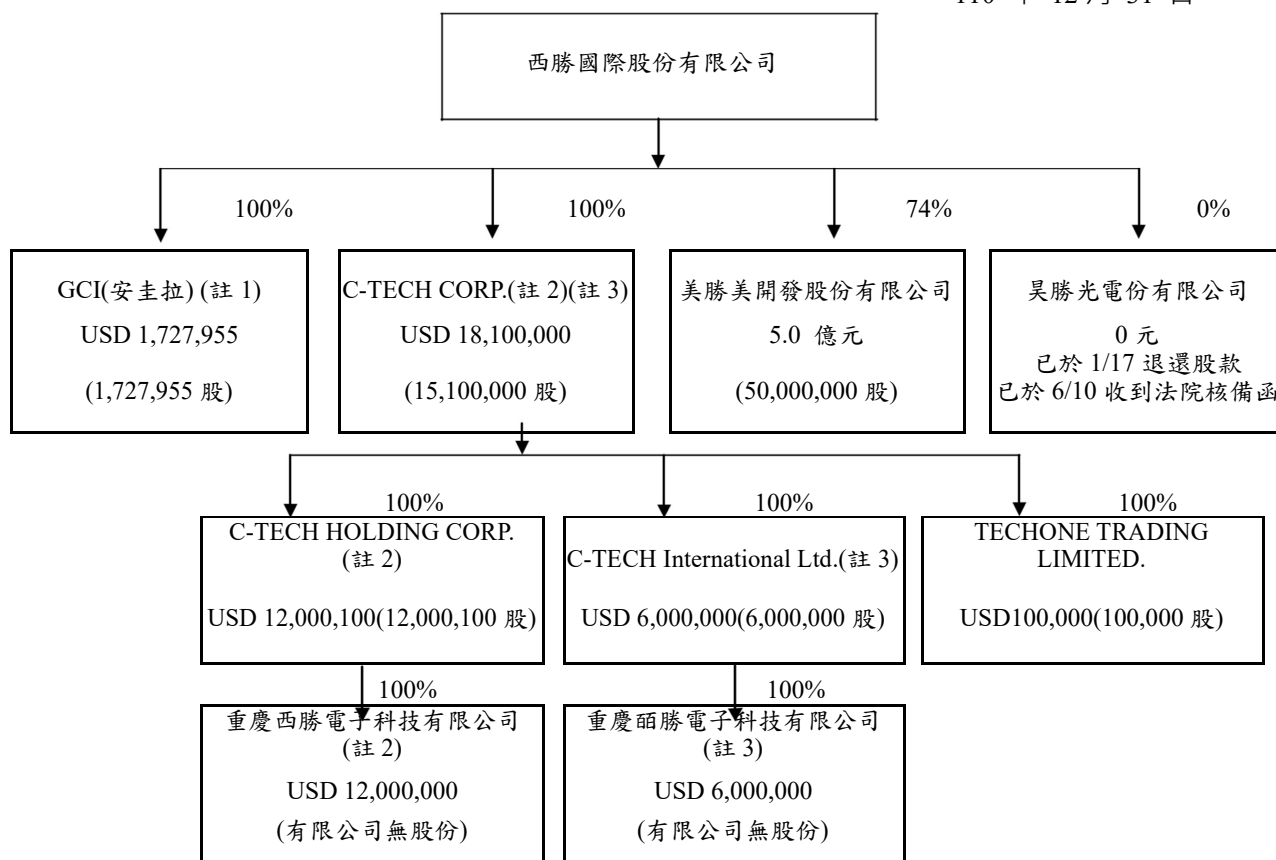 110 年 12 月 31 日
西勝國際股份有限公司
100%
100%
74%
0%
GCI(安圭拉) (註 1)
USD 1,727,955
(1,727,955 股)
C-TECH CORP.(註 2)(註 3)
USD 18,100,000
(15,100,000 股)
美勝美開發股份有限公司
5.0 億元
(50,000,000 股)
昊勝光電份有限公司
0 元
已於 1/17 退還股款
已於 6/10 收到法院核備函
100%
100%
100%
C-TECH HOLDING CORP.
(註 2)
USD 12,000,100(12,000,100 股)
C-TECH International Ltd.(註 3)
USD 6,000,000(6,000,000 股)
TECHONE TRADING
LIMITED.
USD100,000(100,000 股)
100%
100%
重慶西勝電子科技有限公司
(註 2)
USD 12,000,000
(有限公司無股份)
重慶皕勝電子科技有限公司
(註 3)
USD 6,000,000
(有限公司無股份)